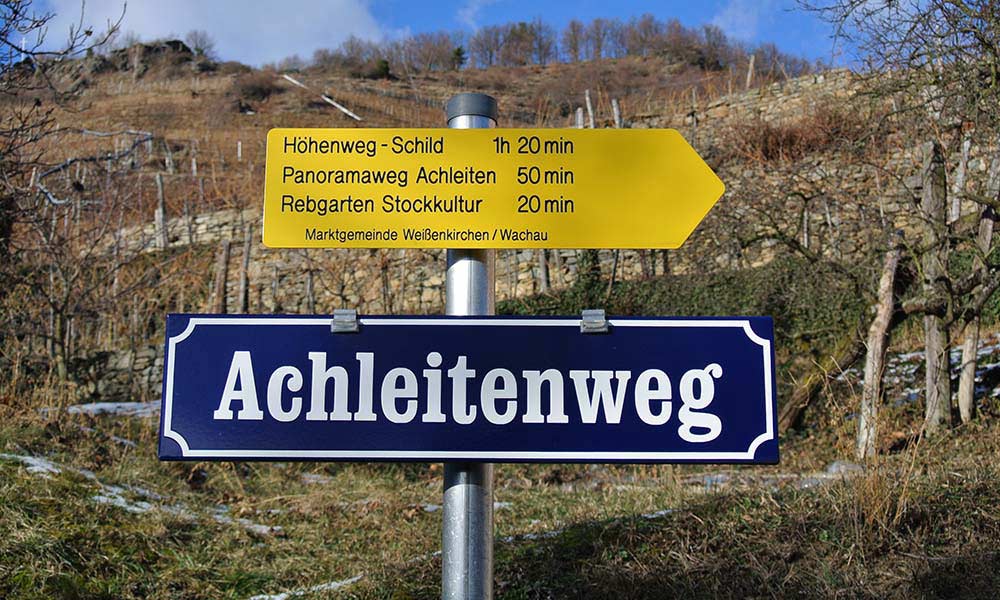 Höhenweg - Schild 1h 20 min
Panoramaweg Achleiten 50 min
Rebgarten Stockkultur 20 min
Marktgemeinde Weißenkirchen / Wachau
Achleitenweg